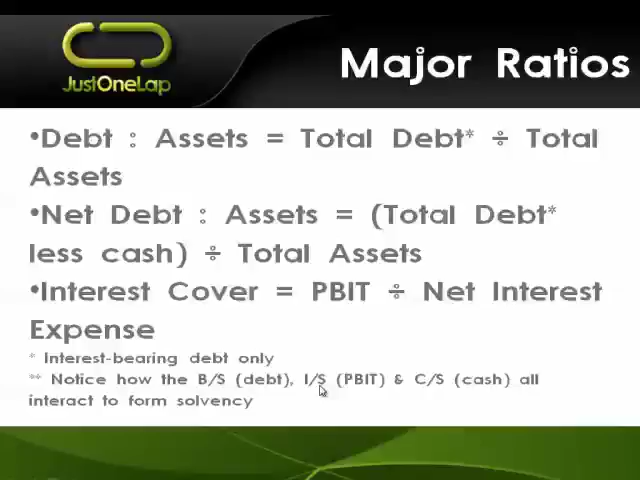 JustOneLap
Major Ratios
•Debt : Assets = Total Debt* ÷ Total
Assets
•Net Debt : Assets = (Total Debt*
less cash) ÷ Total Assets
•Interest Cover = PBIT ÷ Net Interest
Expense
* Interest-bearing debt only
** Notice how the B/S (debt), I/S (PBIT) & C/S (cash) all
interact to form solvency